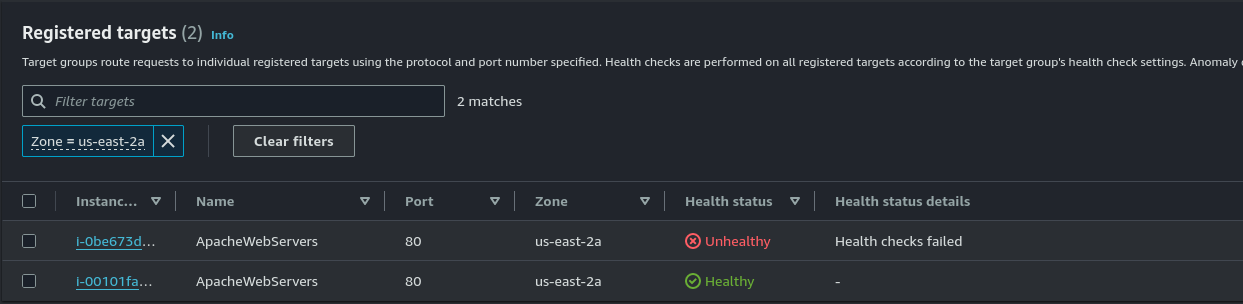 Registered targets (2) Info
Target groups route requests to individual registered targets using the protocol and port number specified. Health checks are performed on all registered targets according to the target group's health check settings. Anomaly
Filter targets 2 matches
Zone = us-east-2a Clear filters
Instanc... Name Port Zone Health status Health status details
i-0be673d... ApacheWebServers 80 us-east-2a Unhealthy Health checks failed
i-00101fa... ApacheWebServers 80 us-east-2a Healthy -